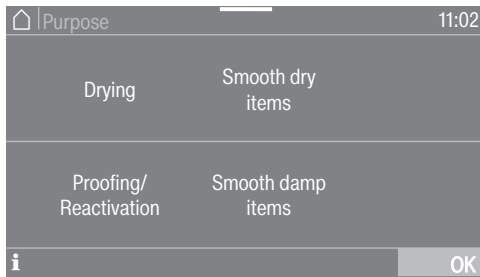 Purpose
11:02
Drying
Smooth dry
items
Proofing/
Reactivation
Smooth damp
items
i
OK